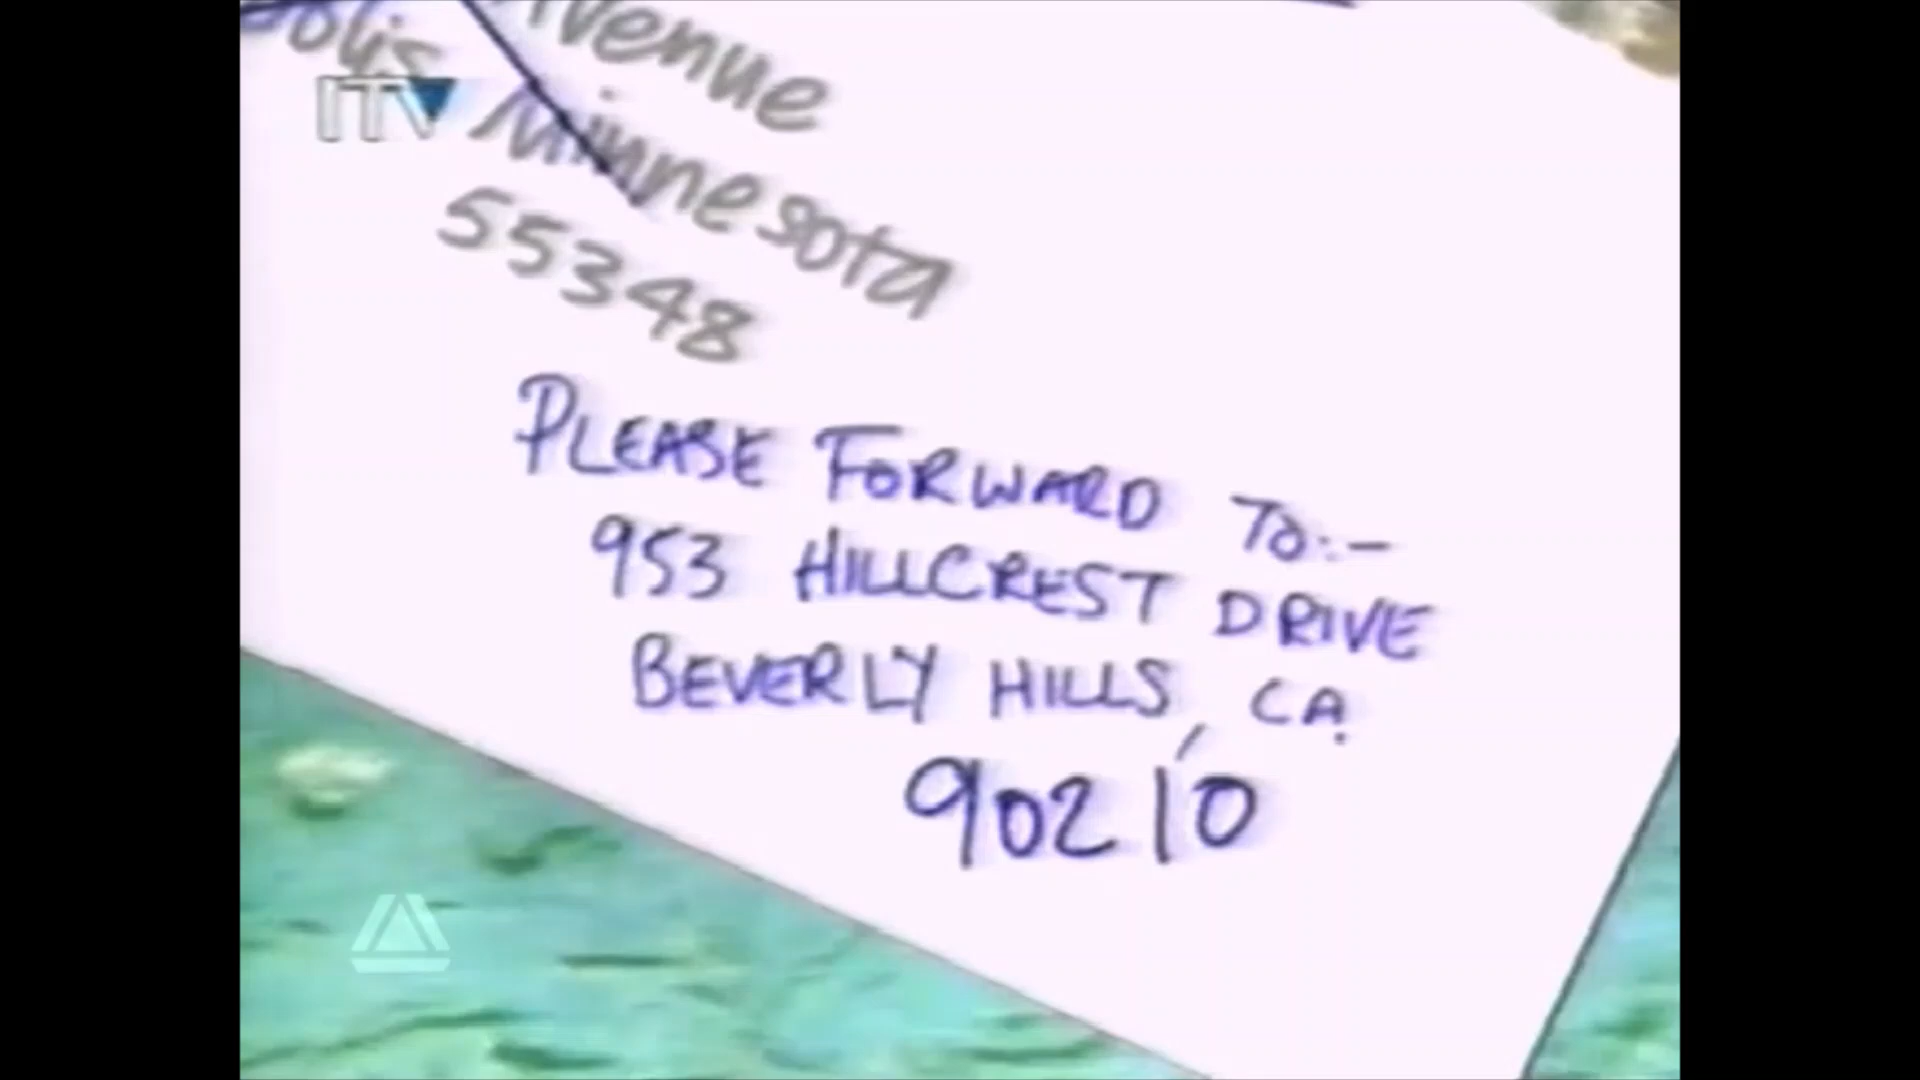 Avenue
ITV
Minnesota
55348
PLEASE FORWARD TO:-
953 HILLCREST DRIVE
BEVERLY HILLS, CA.
90210